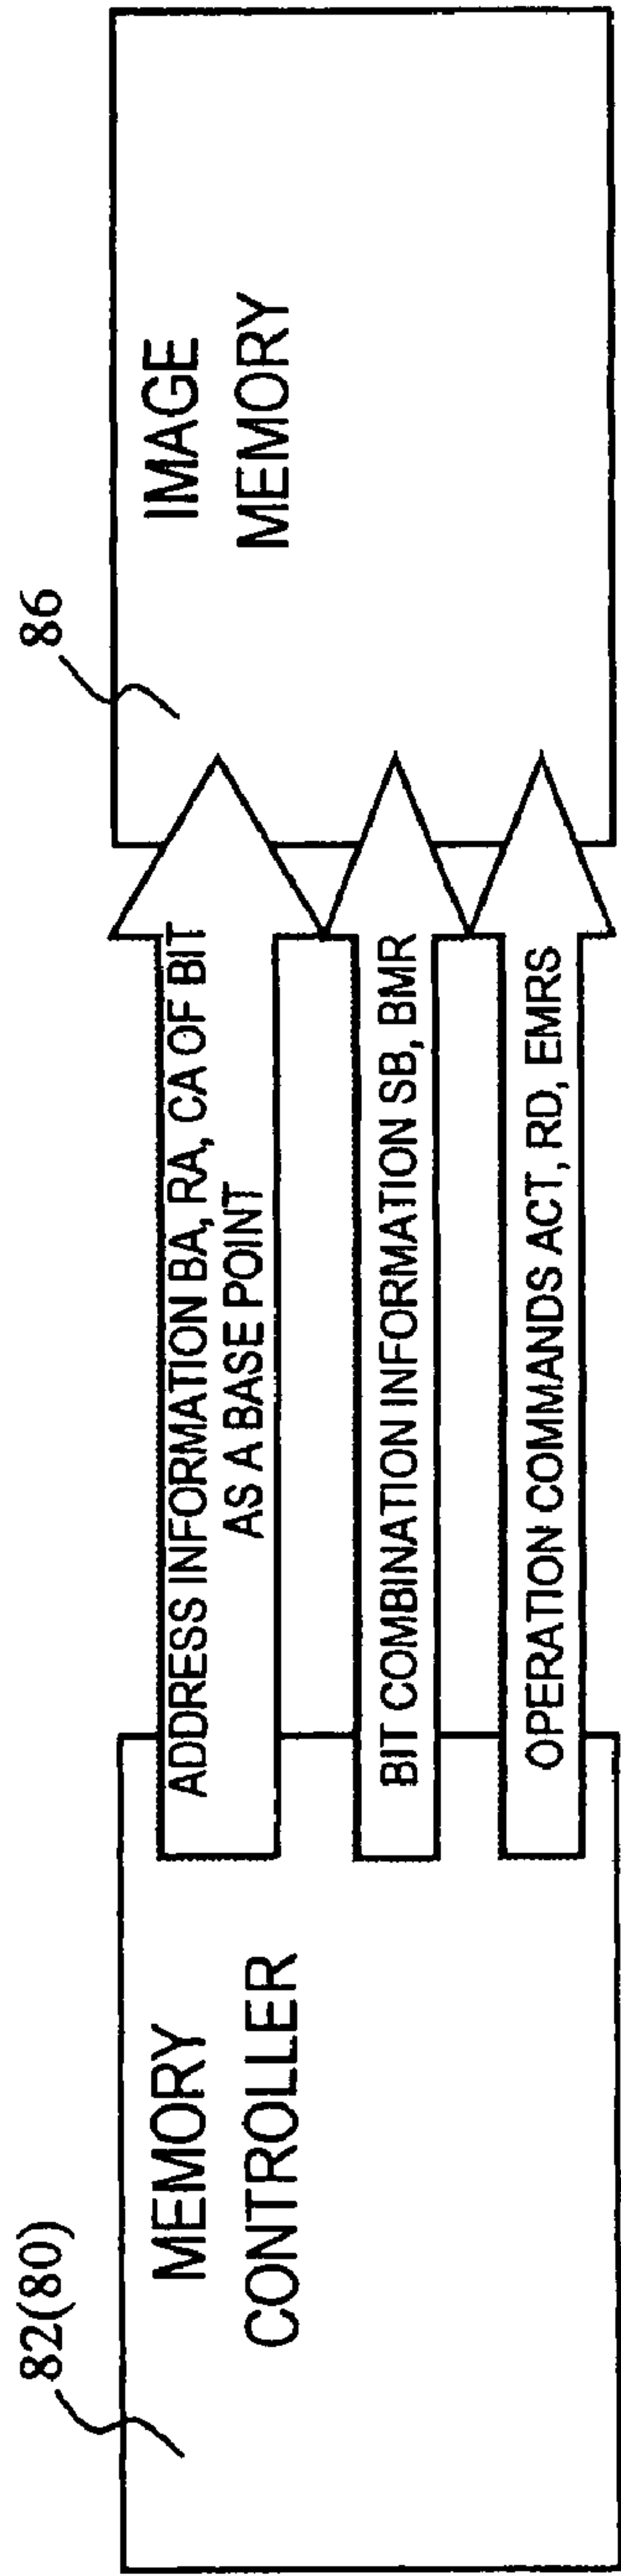 82(80)
MEMORY
CONTROLLER
ADDRESS INFORMATION BA, RA, CA OF BIT
AS A BASE POINT
BIT COMBINATION INFORMATION SB, BMR
OPERATION COMMANDS ACT, RD, EMRS
86
IMAGE
MEMORY